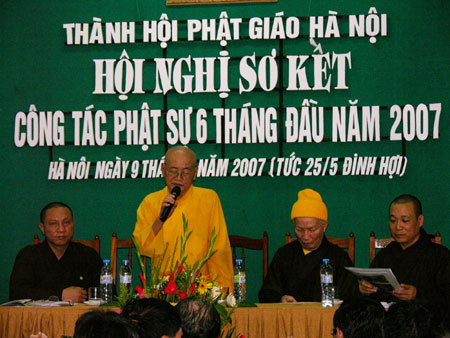 THÀNH HỘI PHẬT GIÁO HÀ NỘI
HỘI NGHỊ SƠ KẾT
CÔNG TÁC PHẬT SỰ 6 THÁNG ĐẦU NĂM 2007
HÀ NỘI NGÀY 9 NĂM 2007 (TỨC 25/5 ĐINH HỢI)